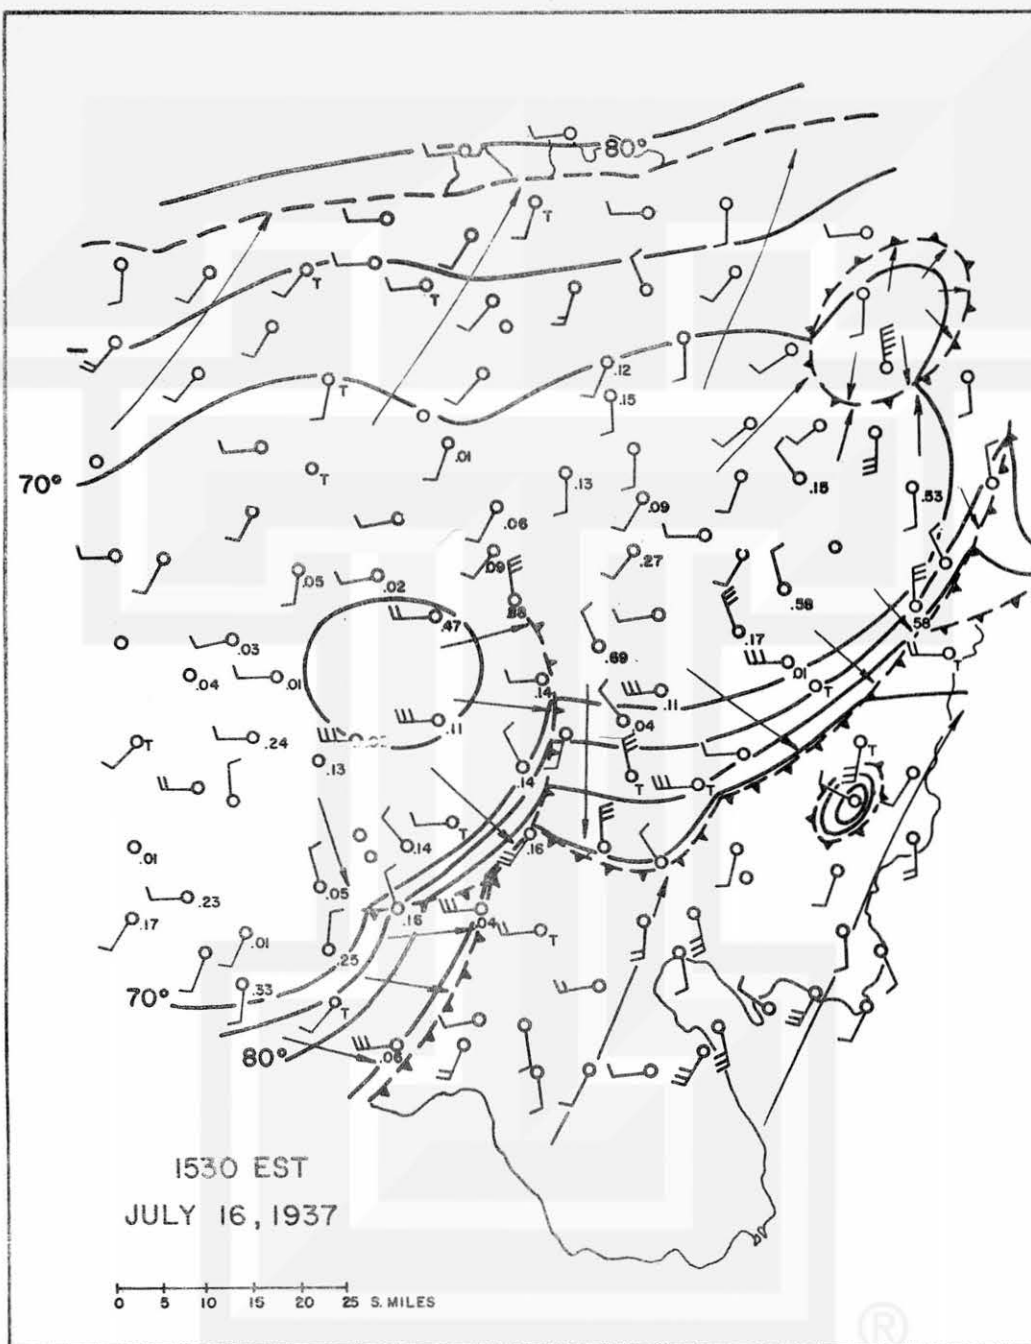 80°
T
T
T
.12
T
.15
70°
.01
T
.13
.15
.53
.06
.09
.09
.27
.05
.02
.58
.47
.58
.17
.03
.69
.01
.04
.01
.14
.11
T
T
.11
.04
T
.24
T
.13
.14
T
T
T
.16
.01
.14
.05
.23
.16
.04
.17
.01
T
.25
.33
70°
T
80°
.06
1530 EST
JULY 16, 1937
0 5 10 15 20 25 S. MILES
®